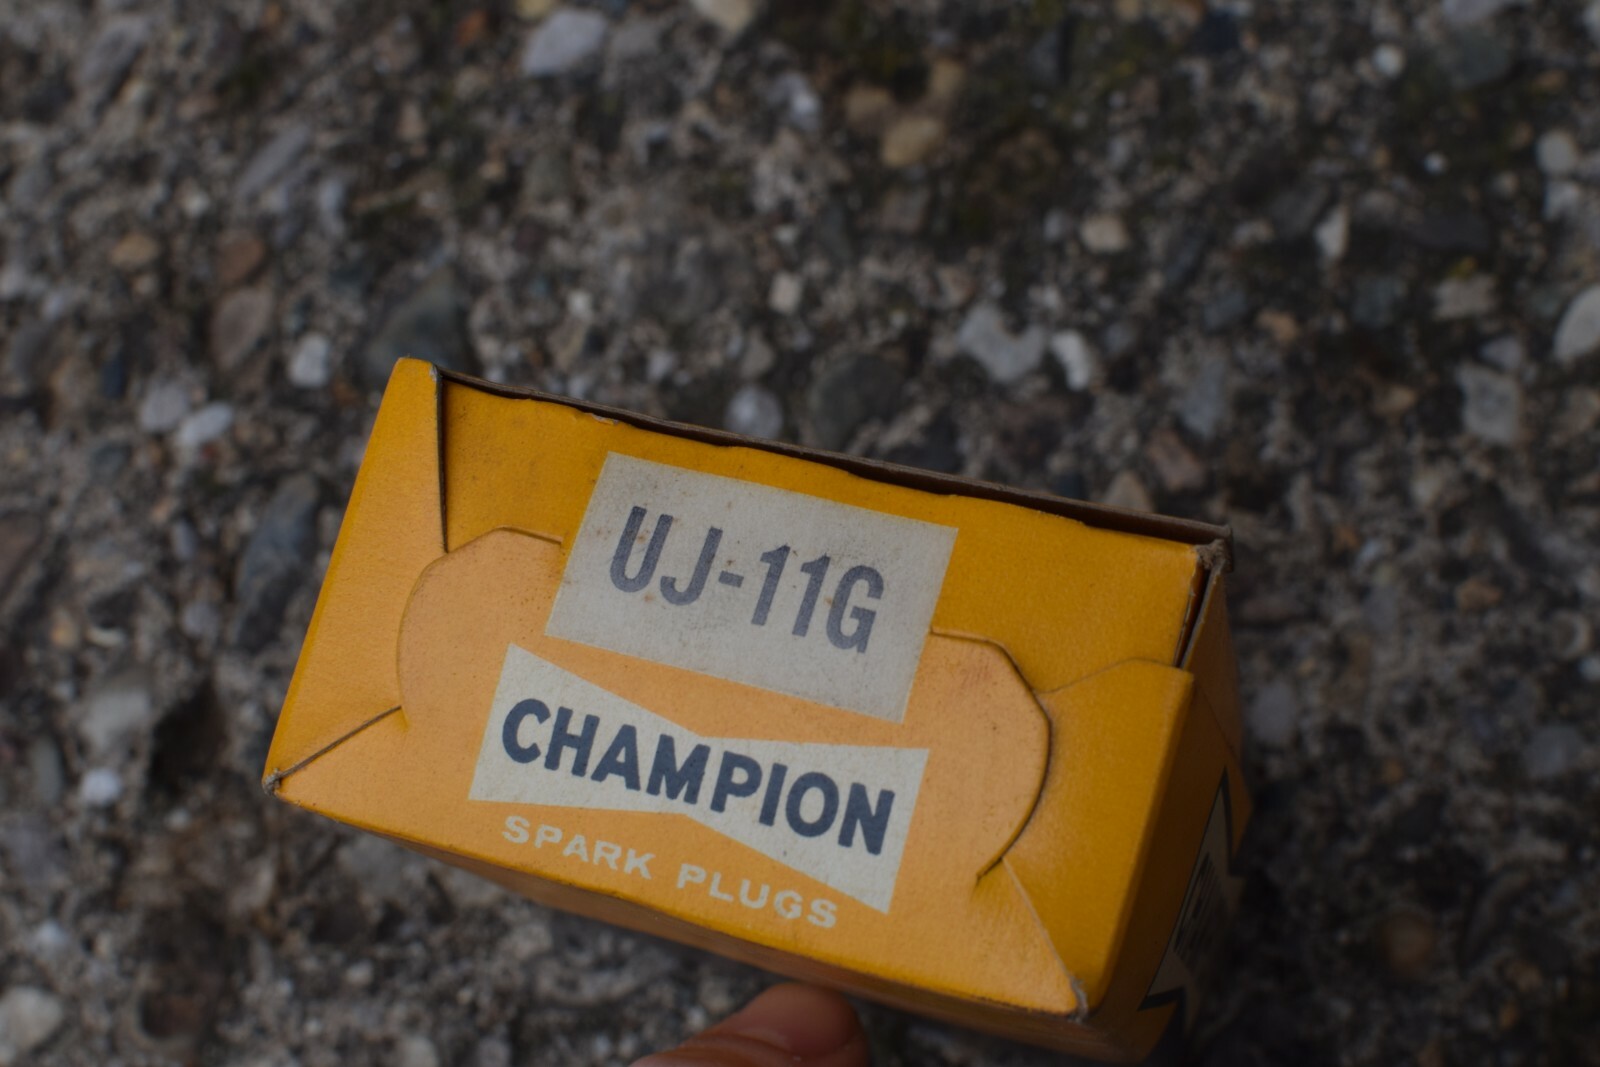 UJ-11G
CHAMPION
SPARK PLUGS